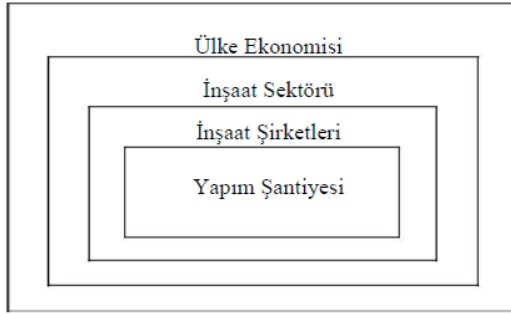 Ülke Ekonomisi
İnşaat Sektörü
İnşaat Şirketleri
Yapım Şantiyesi